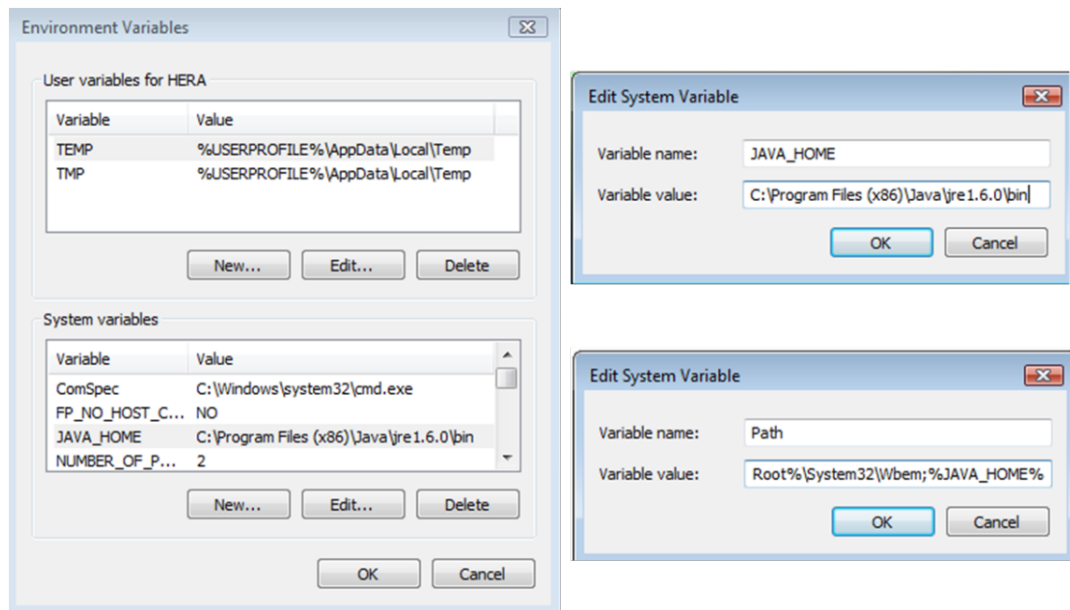 Environment Variables
User variables for HERA
Variable Value
TEMP %USERPROFILE%\AppData\Local\Temp
TMP %USERPROFILE%\AppData\Local\Temp
New... Edit... Delete
System variables
Variable Value
ComSpec C:\Windows\system32\cmd.exe
FP_NO_HOST_C... NO
JAVA_HOME C:\Program Files (x86)\Java\jre1.6.0\bin
NUMBER_OF_P... 2
New... Edit... Delete
OK Cancel
Edit System Variable
Variable name: JAVA_HOME
Variable value: C:\Program Files (x86)\Java\jre1.6.0\bin
OK Cancel
Edit System Variable
Variable name: Path
Variable value: Root%\System32\Wbem;%JAVA_HOME%
OK Cancel